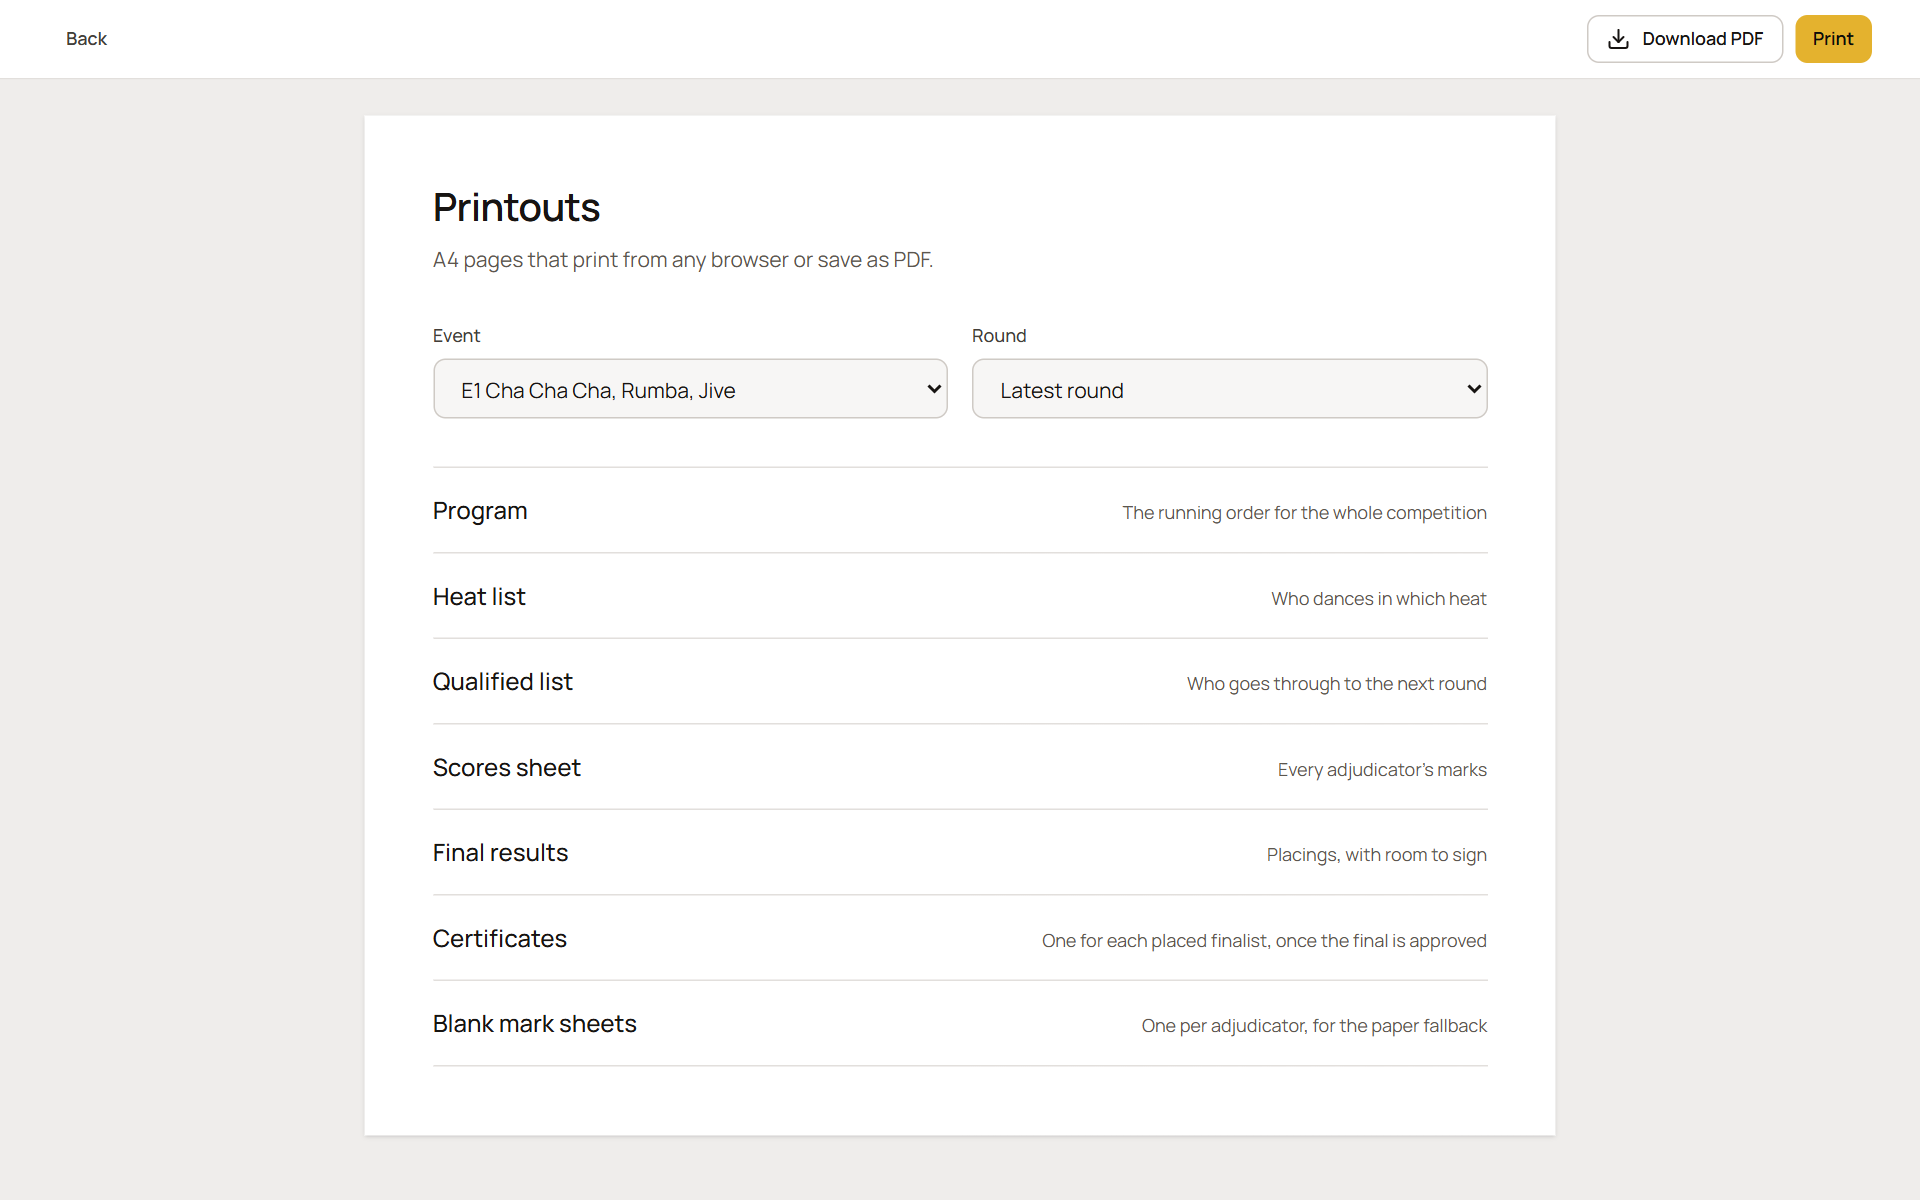 Back
Download PDF
Print
Printouts
A4 pages that print from any browser or save as PDF.
Event
Round
E1 Cha Cha Cha, Rumba, Jive
Latest round
Program
The running order for the whole competition
Heat list
Who dances in which heat
Qualified list
Who goes through to the next round
Scores sheet
Every adjudicator's marks
Final results
Placings, with room to sign
Certificates
One for each placed finalist, once the final is approved
Blank mark sheets
One per adjudicator, for the paper fallback